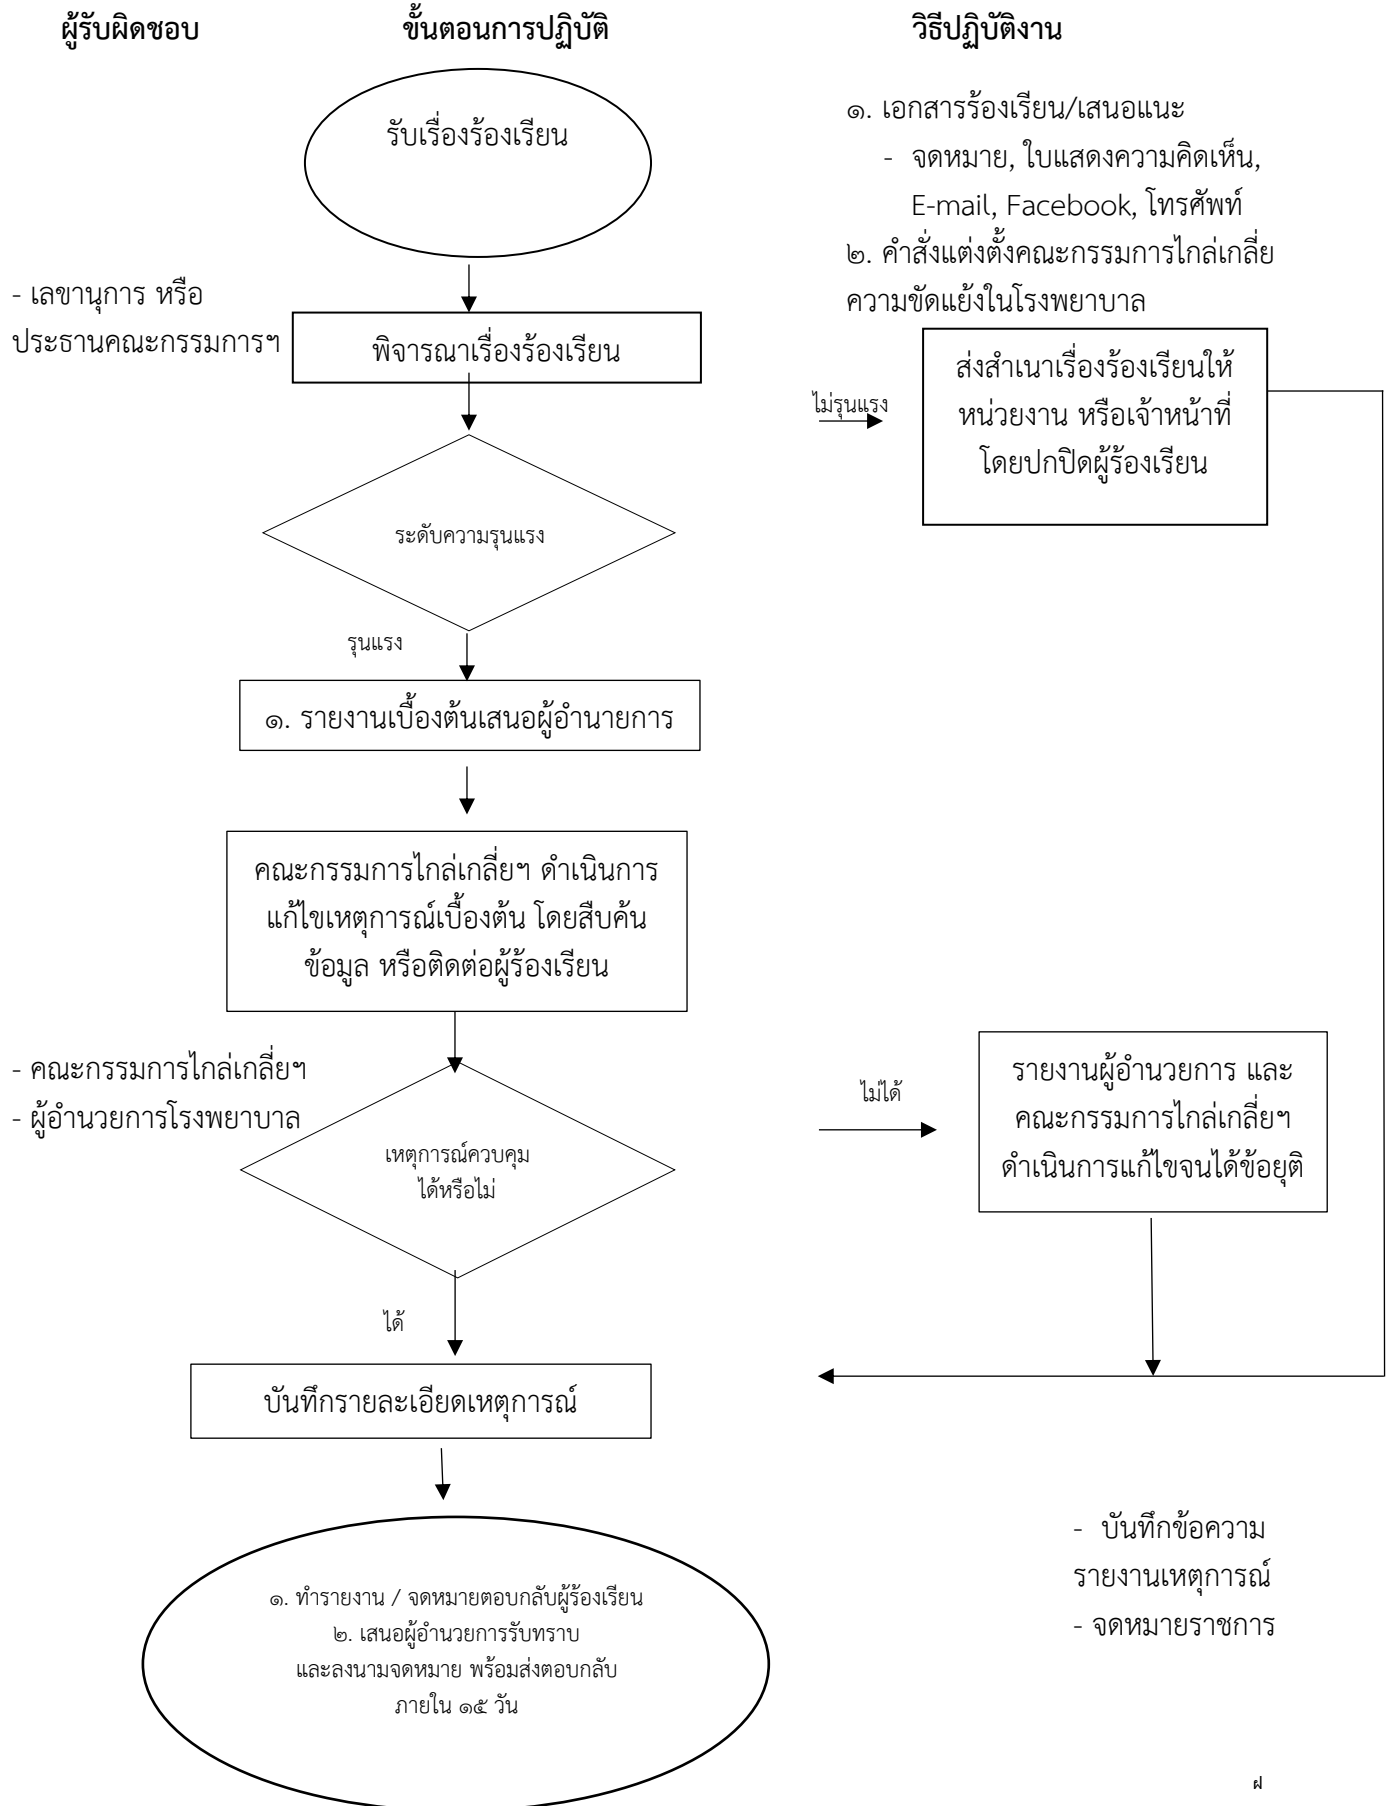 ผู้รับผิดชอบ
ขั้นตอนการปฏิบัติ
วิธีปฏิบัติงาน
รับเรื่องร้องเรียน
๑. เอกสารร้องเรียน/เสนอแนะ
- จดหมาย, ใบแสดงความคิดเห็น,
E-mail, Facebook, โทรศัพท์
๒. คำสั่งแต่งตั้งคณะกรรมการไกล่เกลี่ย
ความขัดแย้งในโรงพยาบาล
- เลขานุการ หรือ
ประธานคณะกรรมการฯ
พิจารณาเรื่องร้องเรียน
ไม่รุนแรง
ส่งสำเนาเรื่องร้องเรียนให้
หน่วยงาน หรือเจ้าหน้าที่
โดยปกปิดผู้ร้องเรียน
ระดับความรุนแรง
รุนแรง
๑. รายงานเบื้องต้นเสนอผู้อำนายการ
คณะกรรมการไกล่เกลี่ยฯ ดำเนินการ
แก้ไขเหตุการณ์เบื้องต้น โดยสืบค้น
ข้อมูล หรือติดต่อผู้ร้องเรียน
- คณะกรรมการไกล่เกลี่ยฯ
- ผู้อำนวยการโรงพยาบาล
เหตุการณ์ควบคุม
ได้หรือไม่
ไม่ได้
รายงานผู้อำนวยการ และ
คณะกรรมการไกล่เกลี่ยฯ
ดำเนินการแก้ไขจนได้ข้อยุติ
ได้
บันทึกรายละเอียดเหตุการณ์
- บันทึกข้อความ
รายงานเหตุการณ์
- จดหมายราชการ
๑. ทำรายงาน / จดหมายตอบกลับผู้ร้องเรียน
๒. เสนอผู้อำนวยการรับทราบ
และลงนามจดหมาย พร้อมส่งตอบกลับ
ภายใน ๑๕ วัน
ฝ